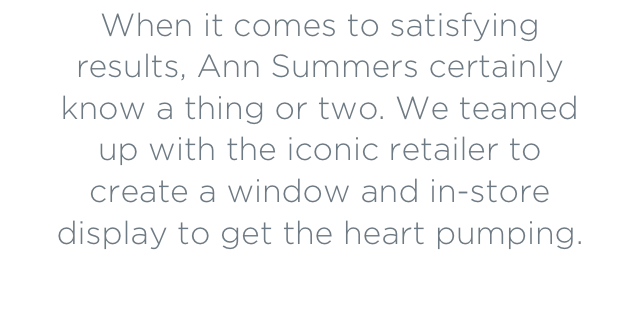 When it comes to satisfying
results, Ann Summers certainly
know a thing or two. We teamed
up with the iconic retailer to
create a window and in-store
display to get the heart pumping.